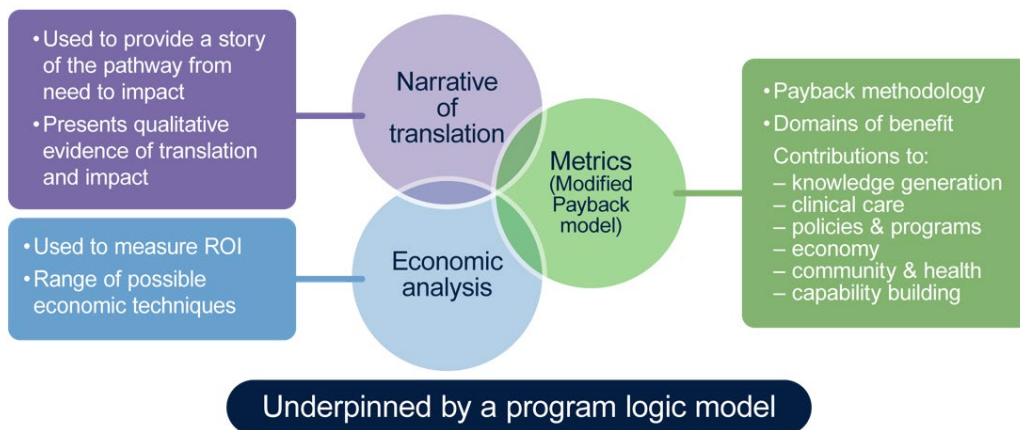 • Used to provide a story
of the pathway from
need to impact
• Presents qualitative
evidence of translation
and impact
• Used to measure ROI
• Range of possible
economic techniques
Narrative
of
translation
Economic
analysis
Metrics
(Modified
Payback
model)
• Payback methodology
• Domains of benefit
Contributions to:
– knowledge generation
– clinical care
– policies & programs
– economy
– community & health
– capability building
Underpinned by a program logic model